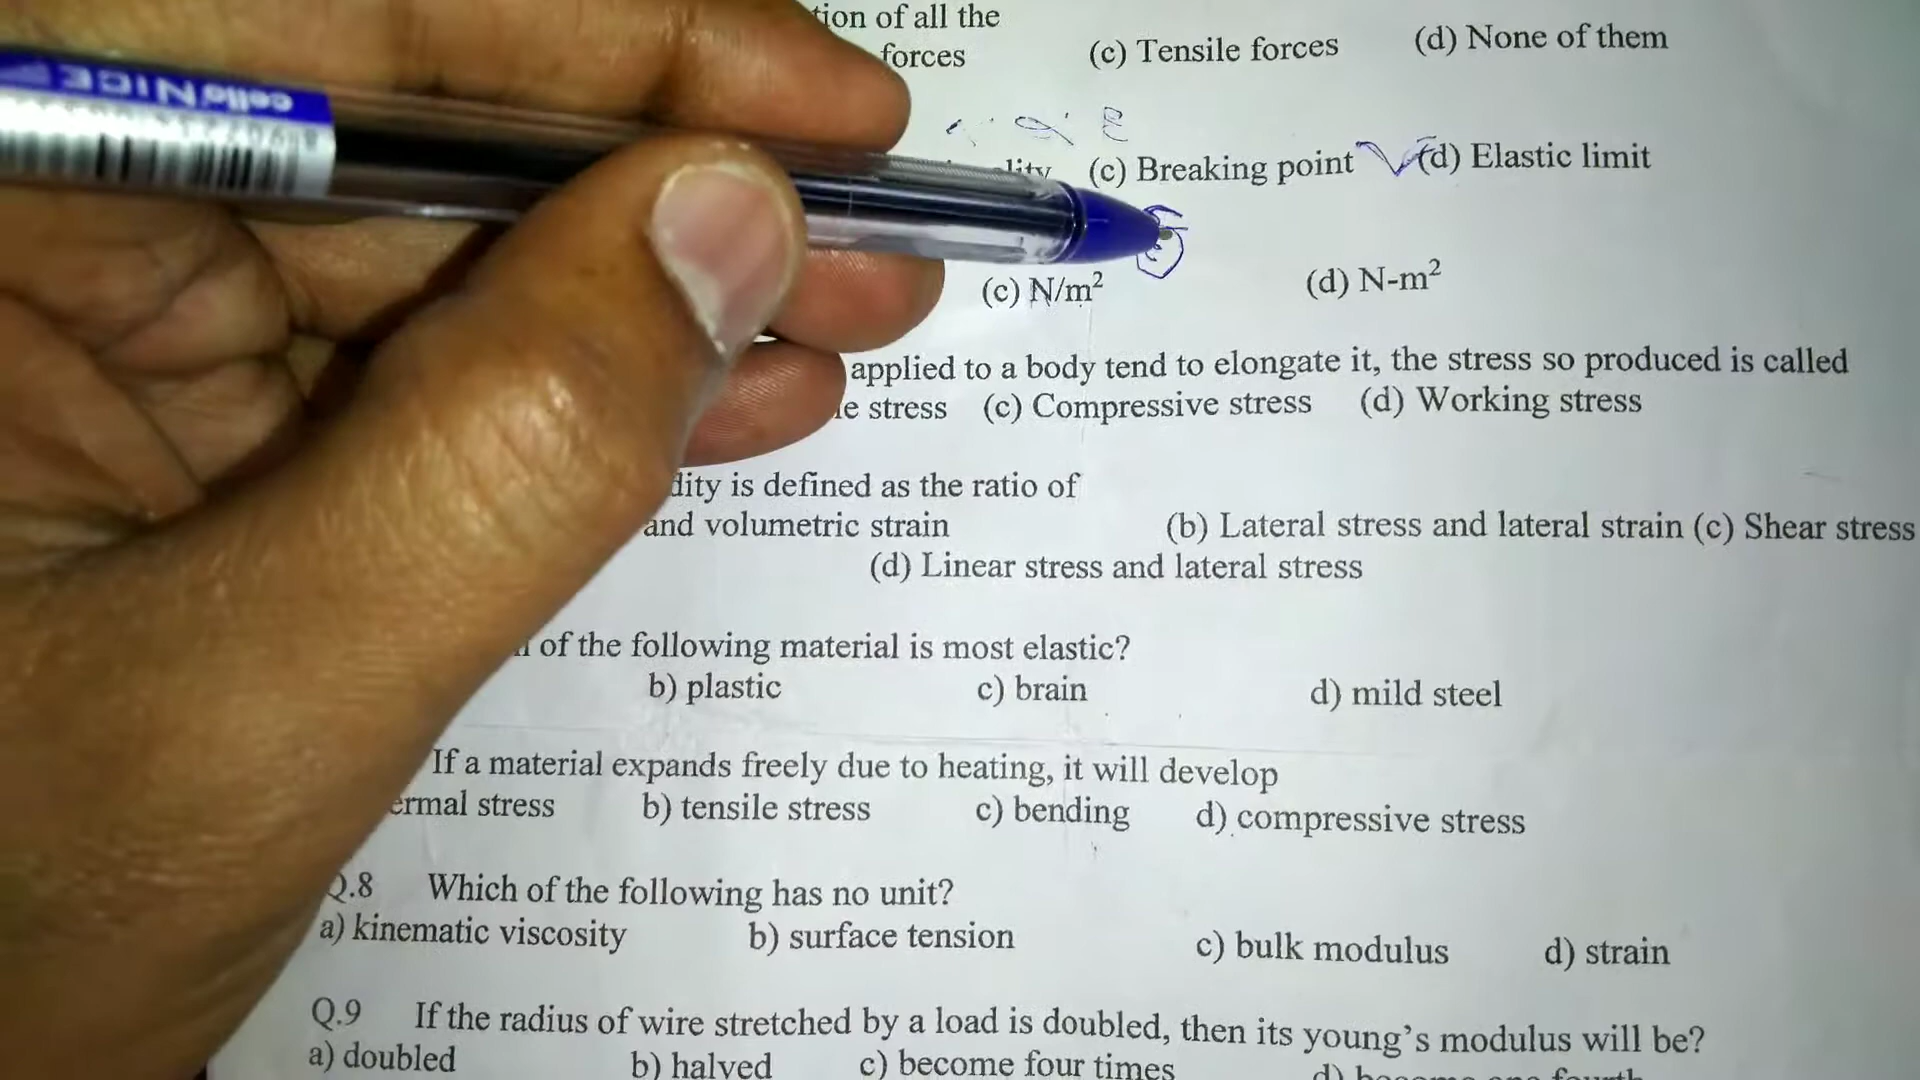 tion of all the
forces (c) Tensile forces (d) None of them
lity (c) Breaking point (d) Elastic limit
(c) N/m² (d) N-m²
applied to a body tend to elongate it, the stress so produced is called
stress (c) Compressive stress (d) Working stress
dity is defined as the ratio of
and volumetric strain (b) Lateral stress and lateral strain (c) Shear stress
(d) Linear stress and lateral stress
of the following material is most elastic?
b) plastic c) brain d) mild steel
If a material expands freely due to heating, it will develop
ermal stress b) tensile stress c) bending d) compressive stress
Q.8 Which of the following has no unit?
a) kinematic viscosity b) surface tension c) bulk modulus d) strain
Q.9 If the radius of wire stretched by a load is doubled, then its young's modulus will be?
a) doubled b) halved c) become four times
cello NICE